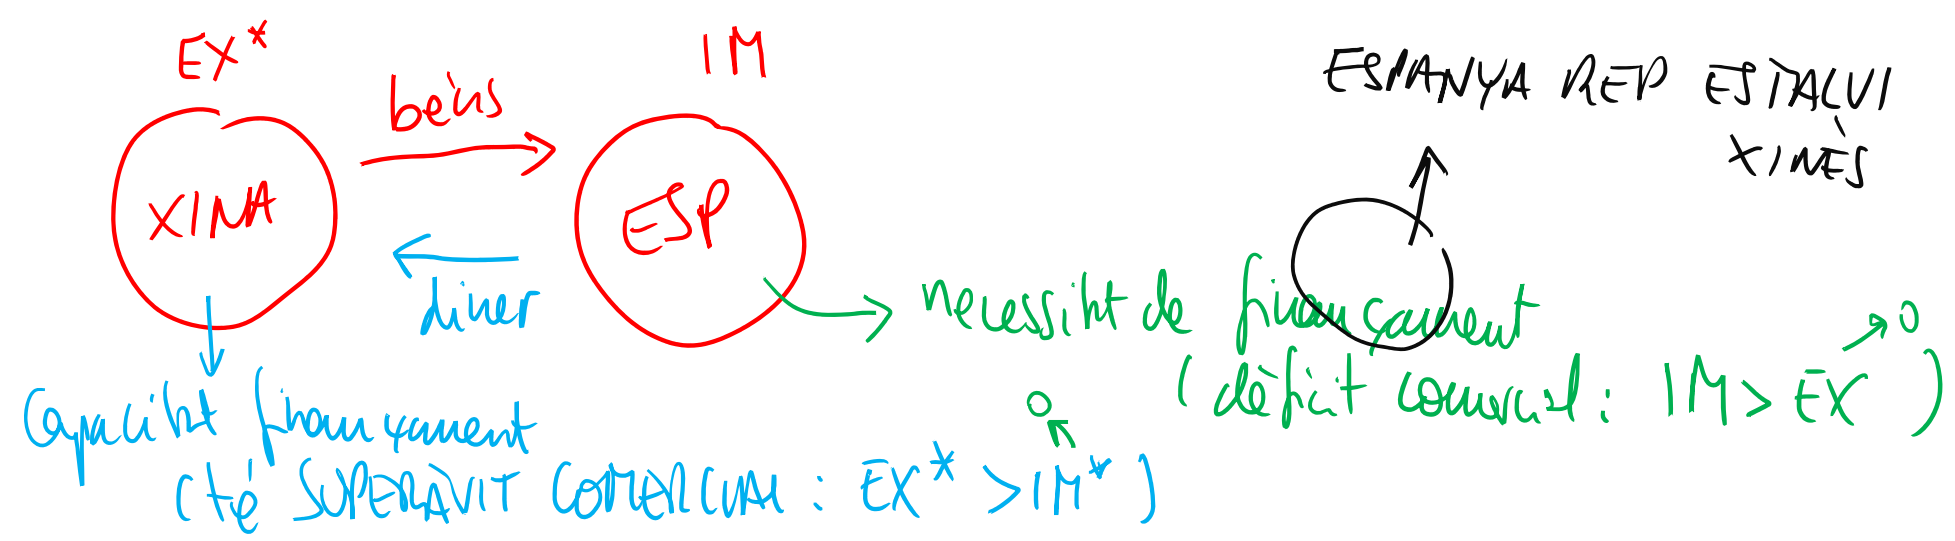 EX*
IM
béns
XINA
ESP
diner
ESPANYA REP ESTALVI
XINÈS
necessitat de finançament
(dèficit comercial: IM > EX → 0)
Capacitat finançament
(té SUPERÀVIT COMERCIAL: EX* > IM*)
0